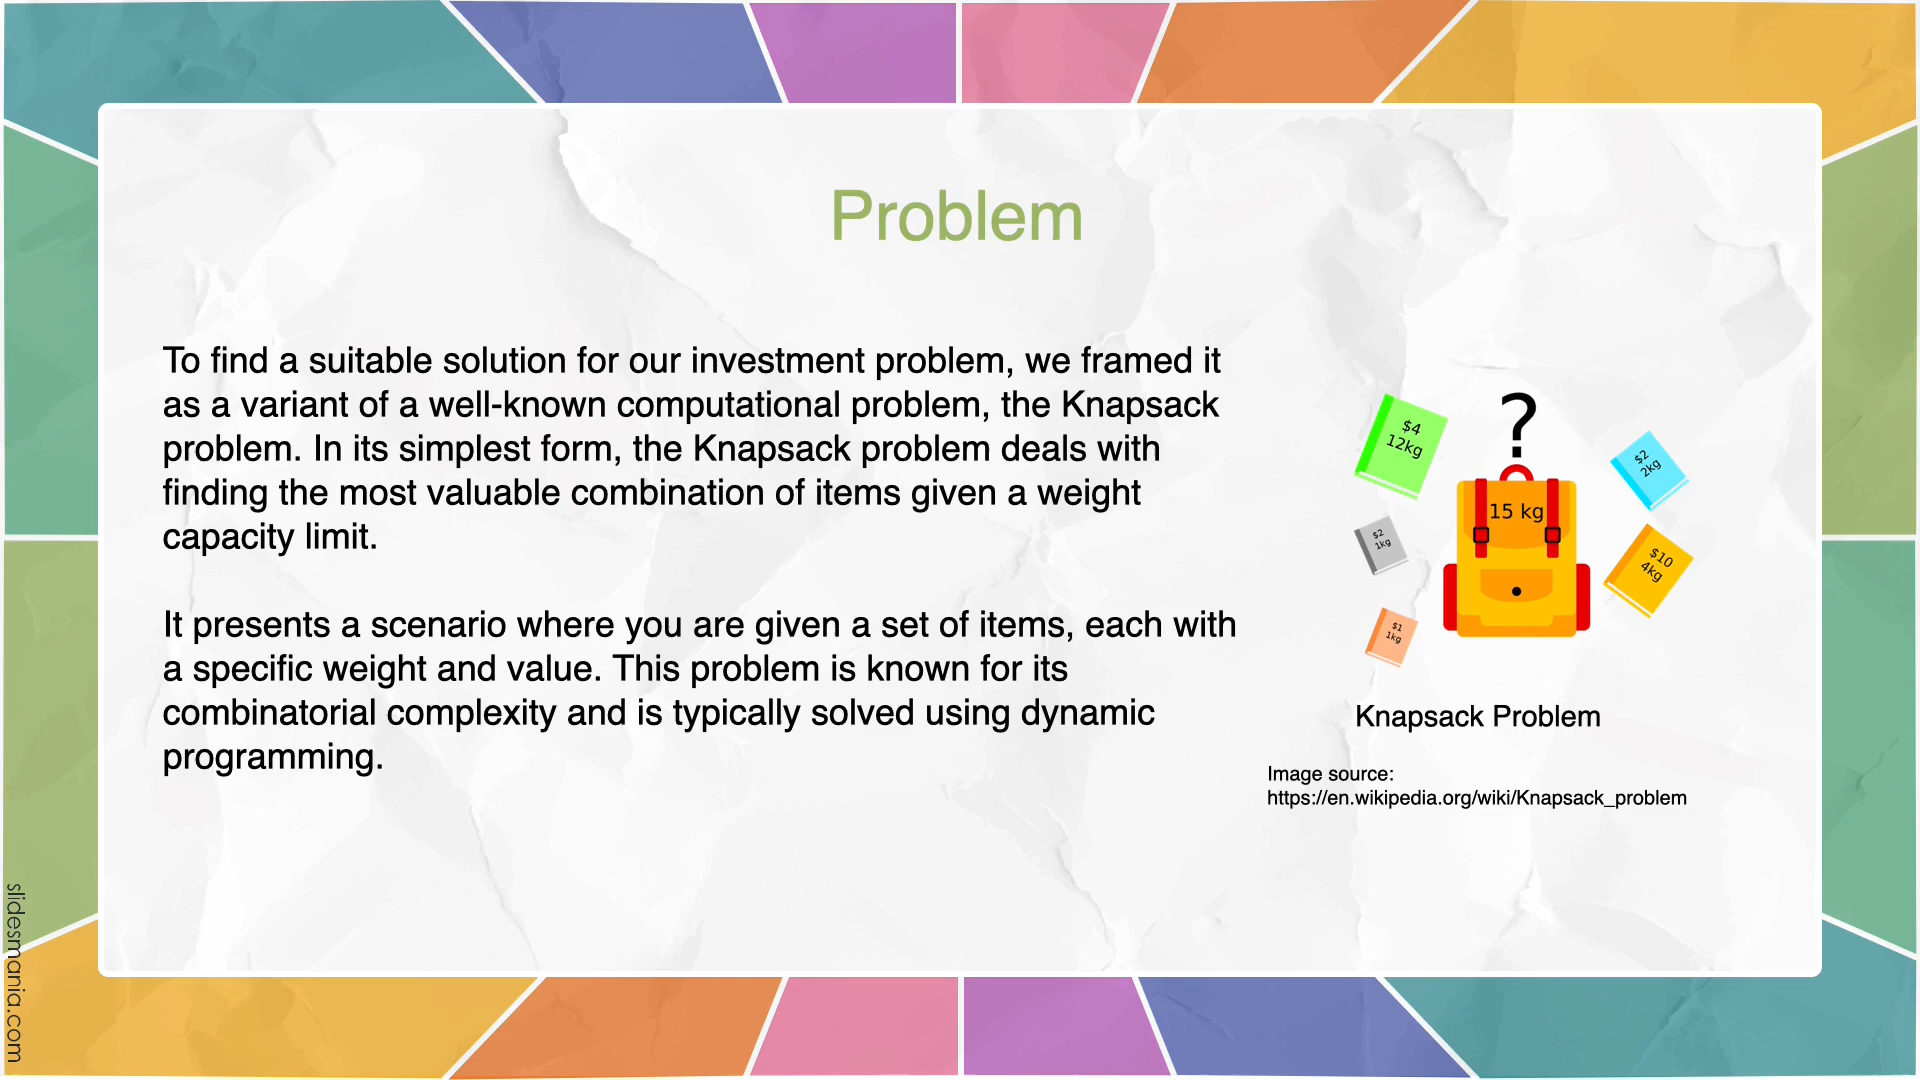 Problem
To find a suitable solution for our investment problem, we framed it
as a variant of a well-known computational problem, the Knapsack
problem. In its simplest form, the Knapsack problem deals with
finding the most valuable combination of items given a weight
capacity limit.
It presents a scenario where you are given a set of items, each with
a specific weight and value. This problem is known for its
combinatorial complexity and is typically solved using dynamic
programming.
?
$4
12kg
$2
2kg
15 kg
$2
1kg
$10
4kg
$1
1kg
Knapsack Problem
Image source:
https://en.wikipedia.org/wiki/Knapsack_problem
slidesmania.com